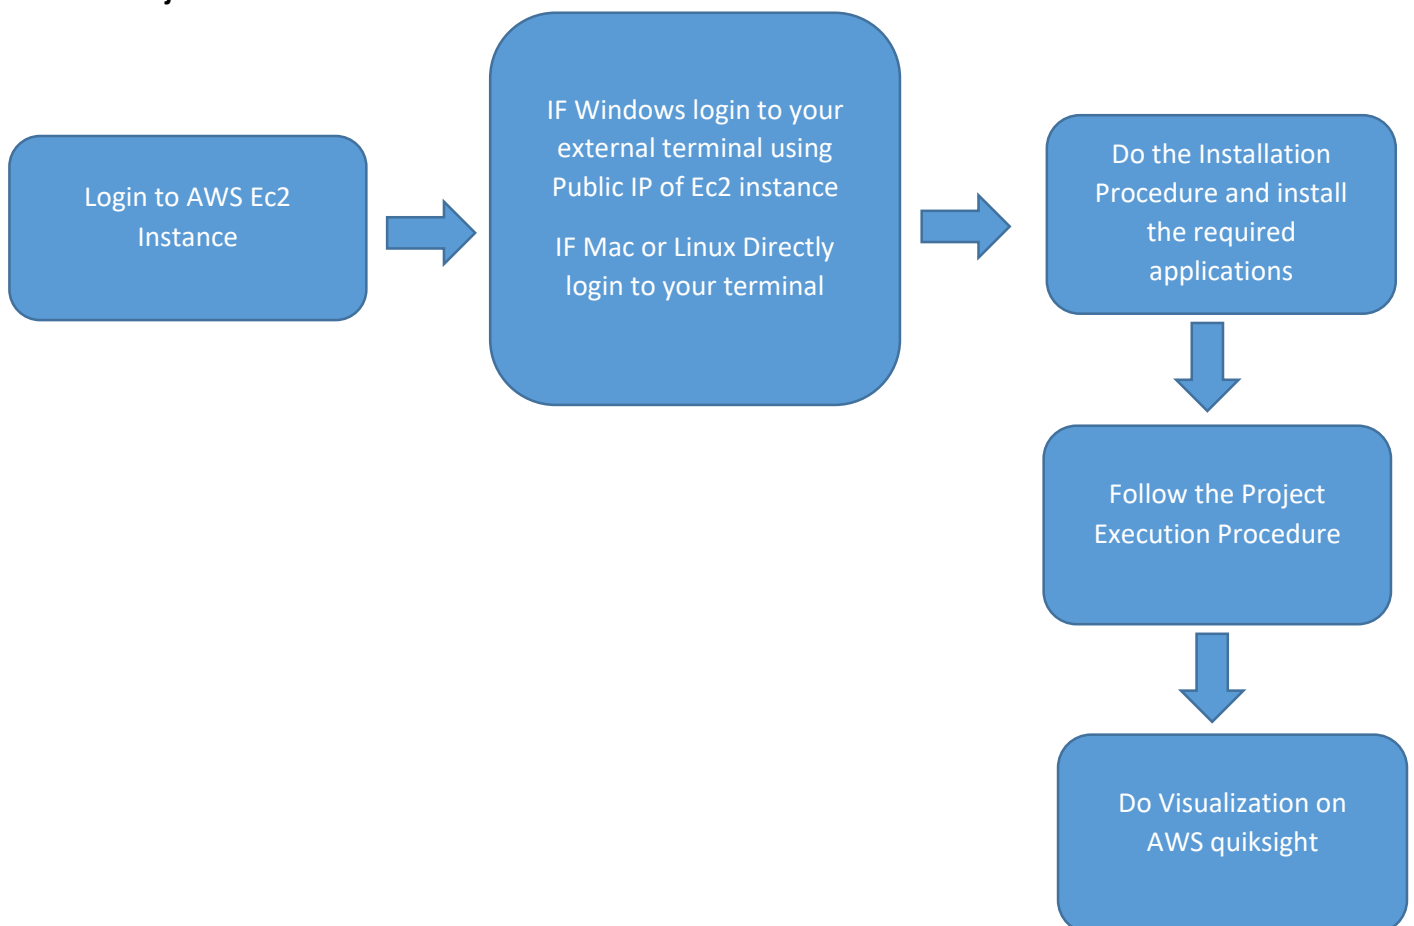 Login to AWS Ec2
Instance
IF Windows login to your
external terminal using
Public IP of Ec2 instance
IF Mac or Linux Directly
login to your terminal
Do the Installation
Procedure and install
the required
applications
Follow the Project
Execution Procedure
Do Visualization on
AWS quiksight